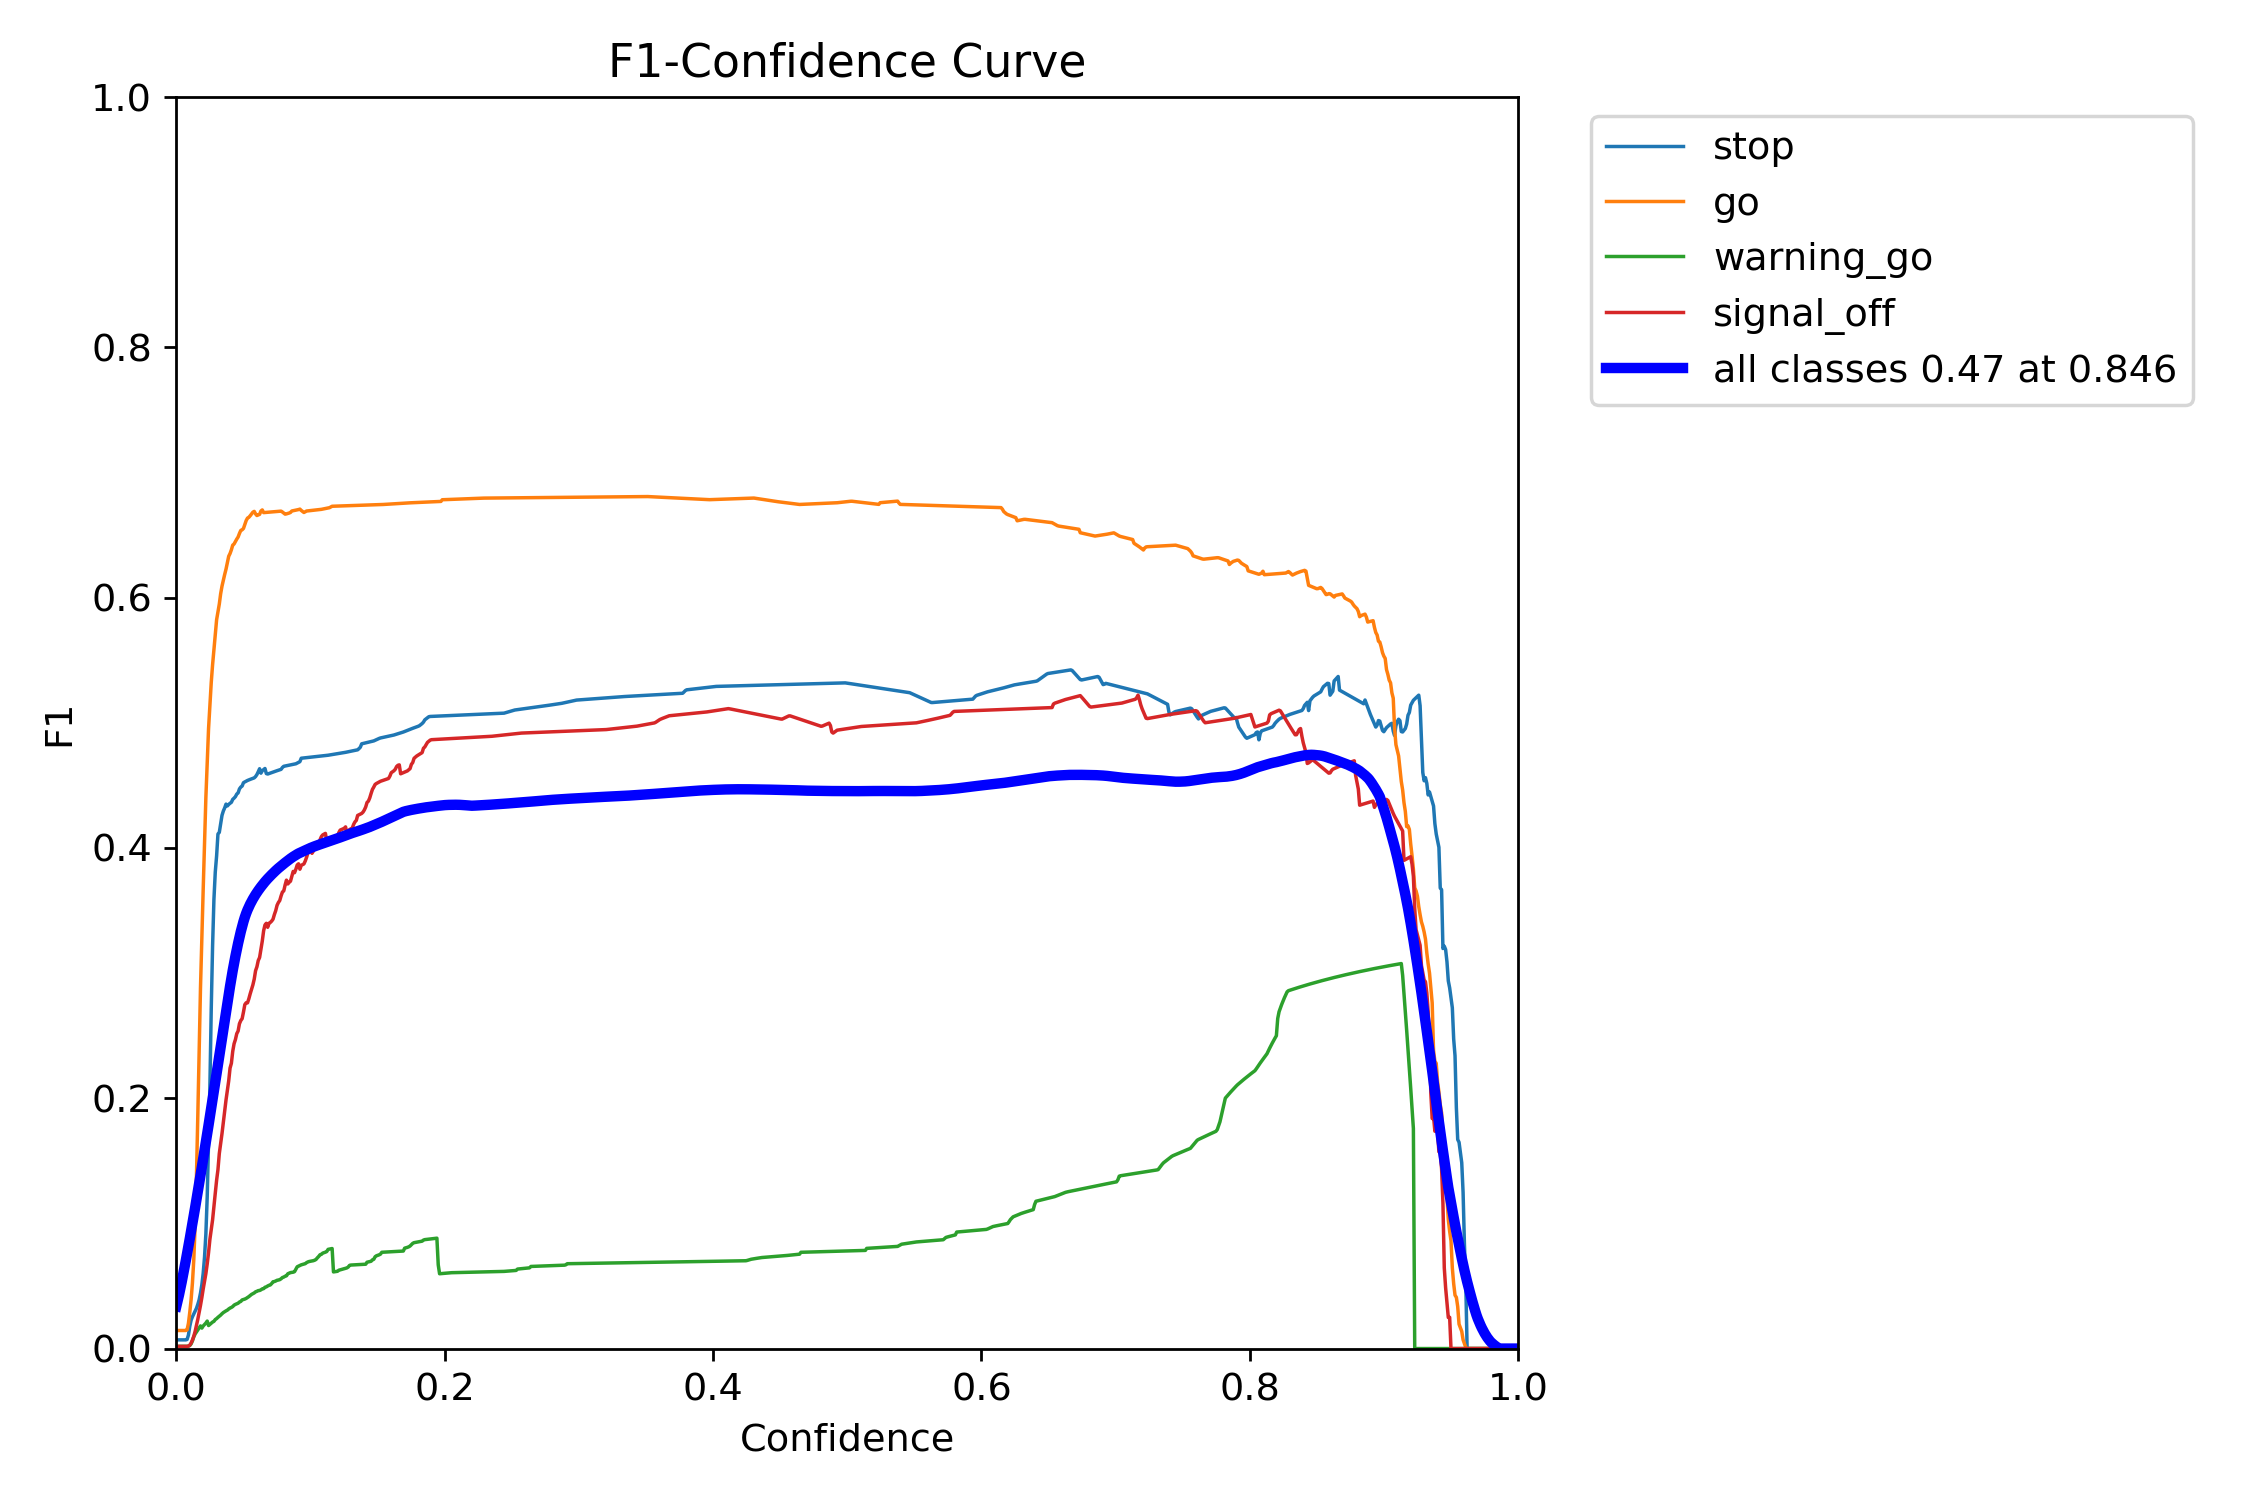 F1-Confidence Curve
1.0
0.8
0.6
0.4
0.2
0.0
F1
0.0 0.2 0.4 0.6 0.8 1.0
Confidence
stop
go
warning_go
signal_off
all classes 0.47 at 0.846